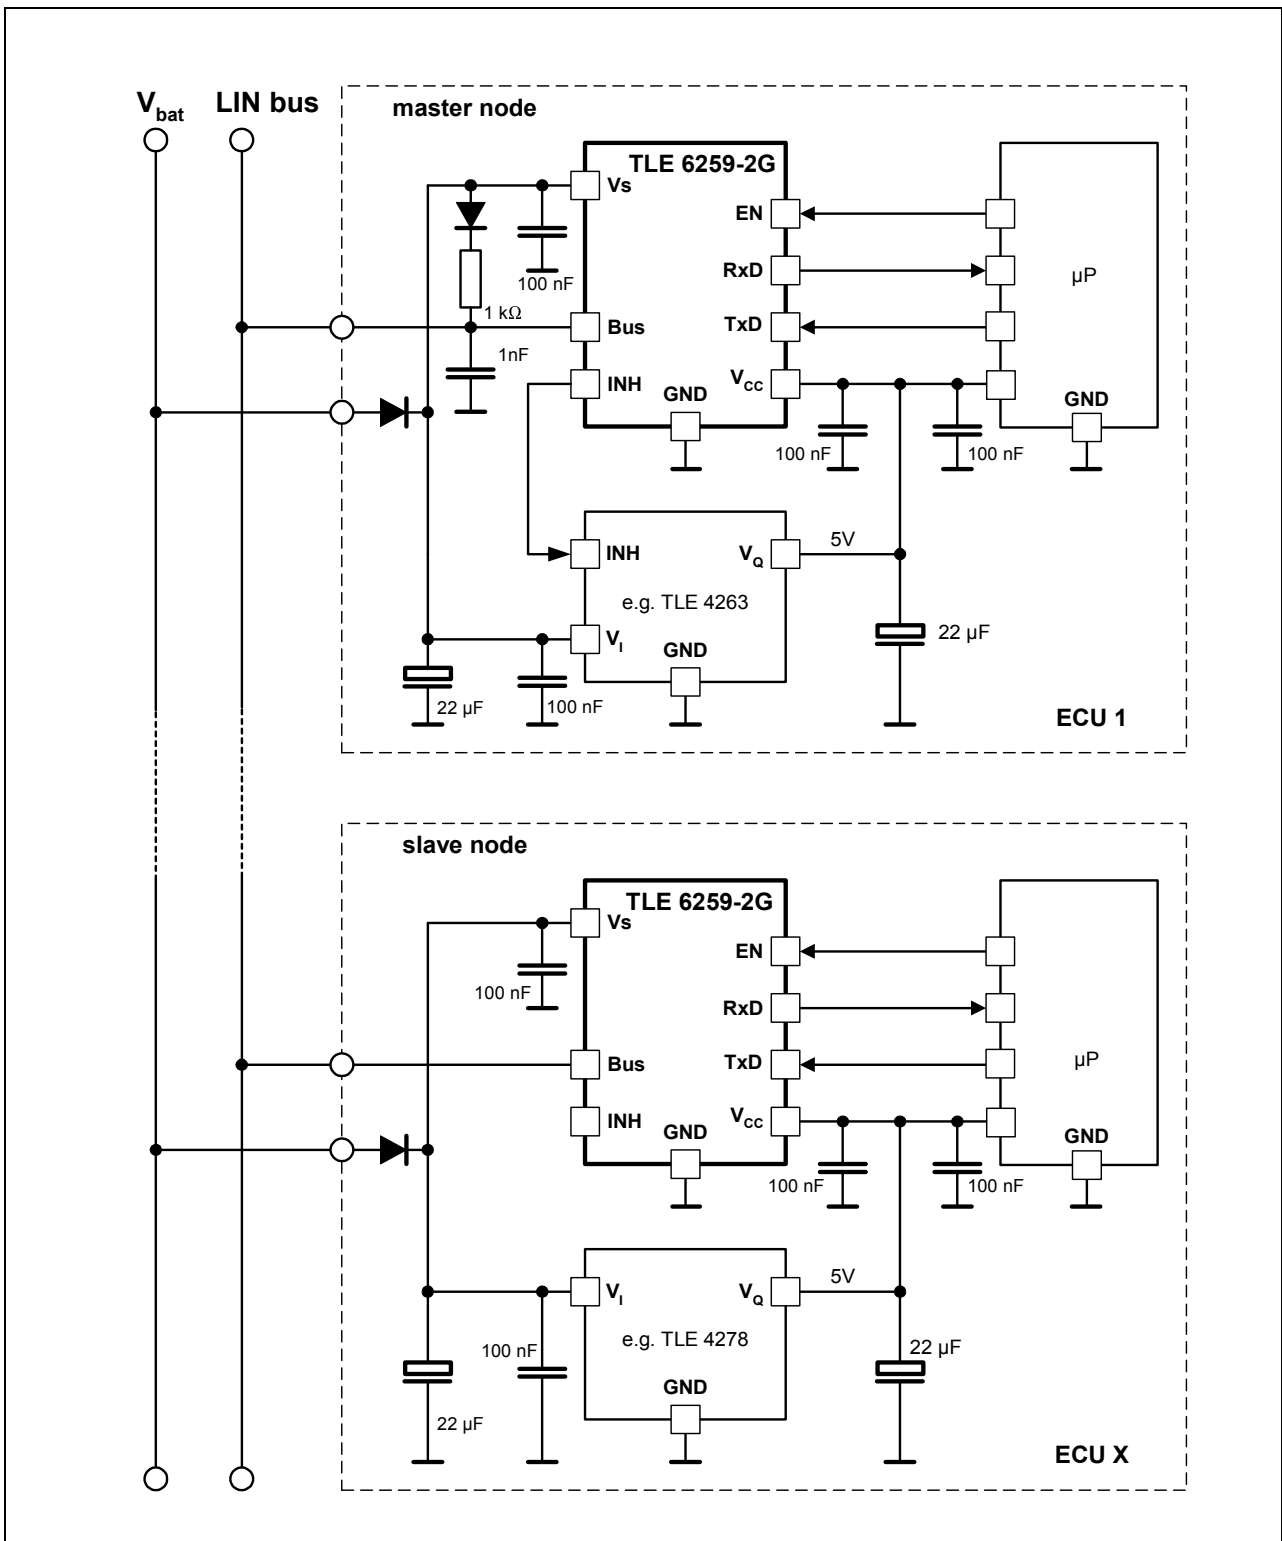 V_bat LIN bus
master node
TLE 6259-2G
Vs
EN
100 nF
RxD
µP
1 kΩ
Bus
TxD
1nF
INH
GND
V_CC
GND
100 nF
100 nF
INH
V_Q
5V
e.g. TLE 4263
V_I
GND
22 µF
22 µF
100 nF
ECU 1
slave node
TLE 6259-2G
Vs
EN
100 nF
RxD
Bus
TxD
µP
INH
GND
V_CC
GND
100 nF
100 nF
V_I
V_Q
5V
e.g. TLE 4278
100 nF
22 µF
GND
22 µF
ECU X